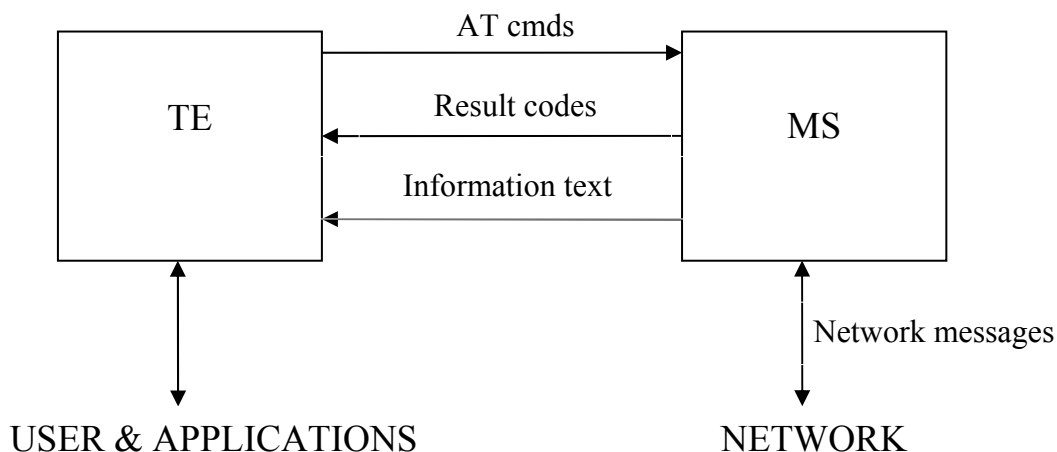 AT cmds
TE
Result codes
MS
Information text
Network messages
USER & APPLICATIONS
NETWORK